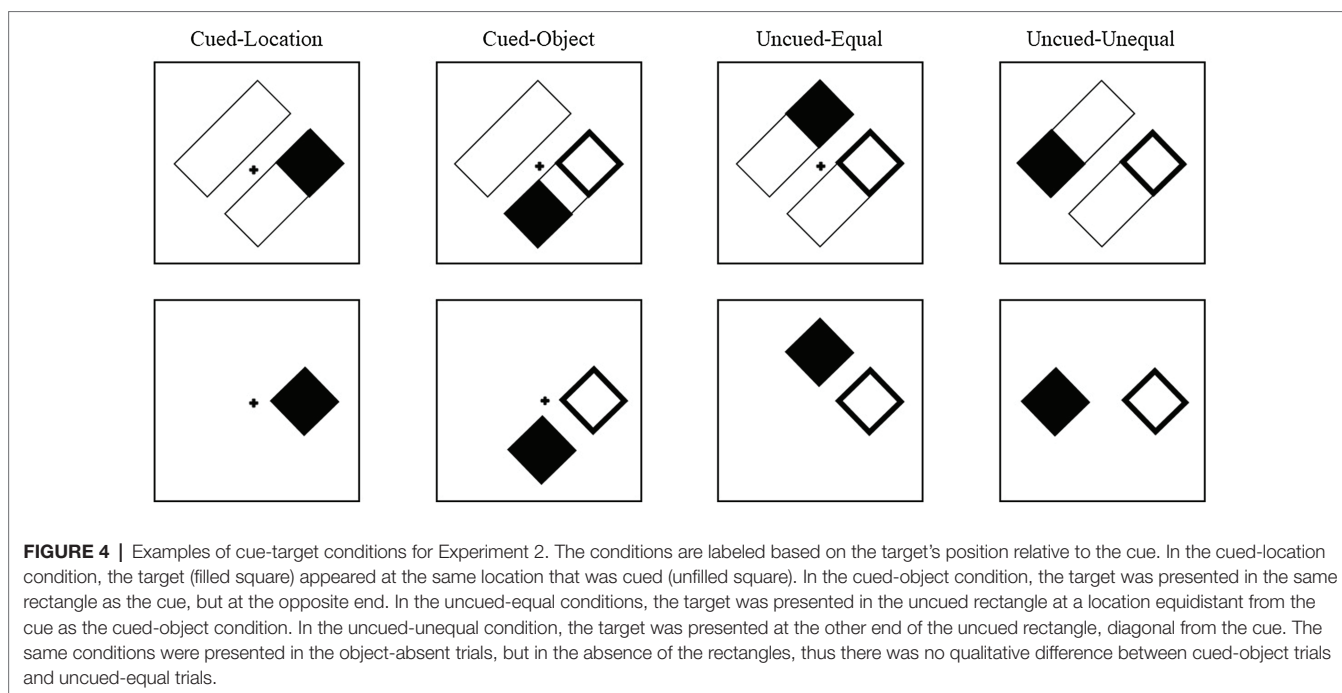 Cued-Location Cued-Object Uncued-Equal Uncued-Unequal
FIGURE 4 | Examples of cue-target conditions for Experiment 2. The conditions are labeled based on the target’s position relative to the cue. In the cued-location
condition, the target (filled square) appeared at the same location that was cued (unfilled square). In the cued-object condition, the target was presented in the same
rectangle as the cue, but at the opposite end. In the uncued-equal conditions, the target was presented in the uncued rectangle at a location equidistant from the
cue as the cued-object condition. In the uncued-unequal condition, the target was presented at the other end of the uncued rectangle, diagonal from the cue. The
same conditions were presented in the object-absent trials, but in the absence of the rectangles, thus there was no qualitative difference between cued-object trials
and uncued-equal trials.